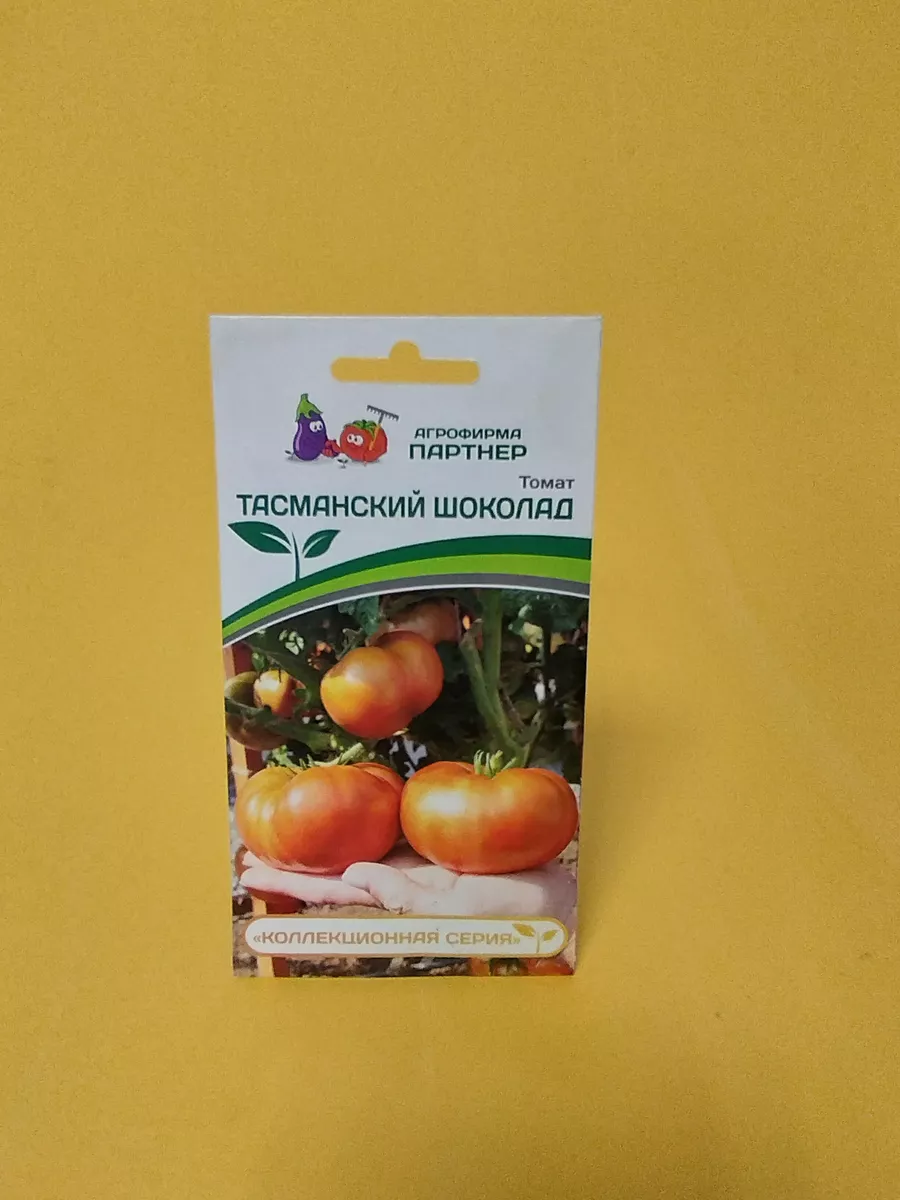 АГРОФИРМА
ПАРТНЕР
Томат
ТАСМАНСКИЙ ШОКОЛАД
«КОЛЛЕКЦИОННАЯ СЕРИЯ»